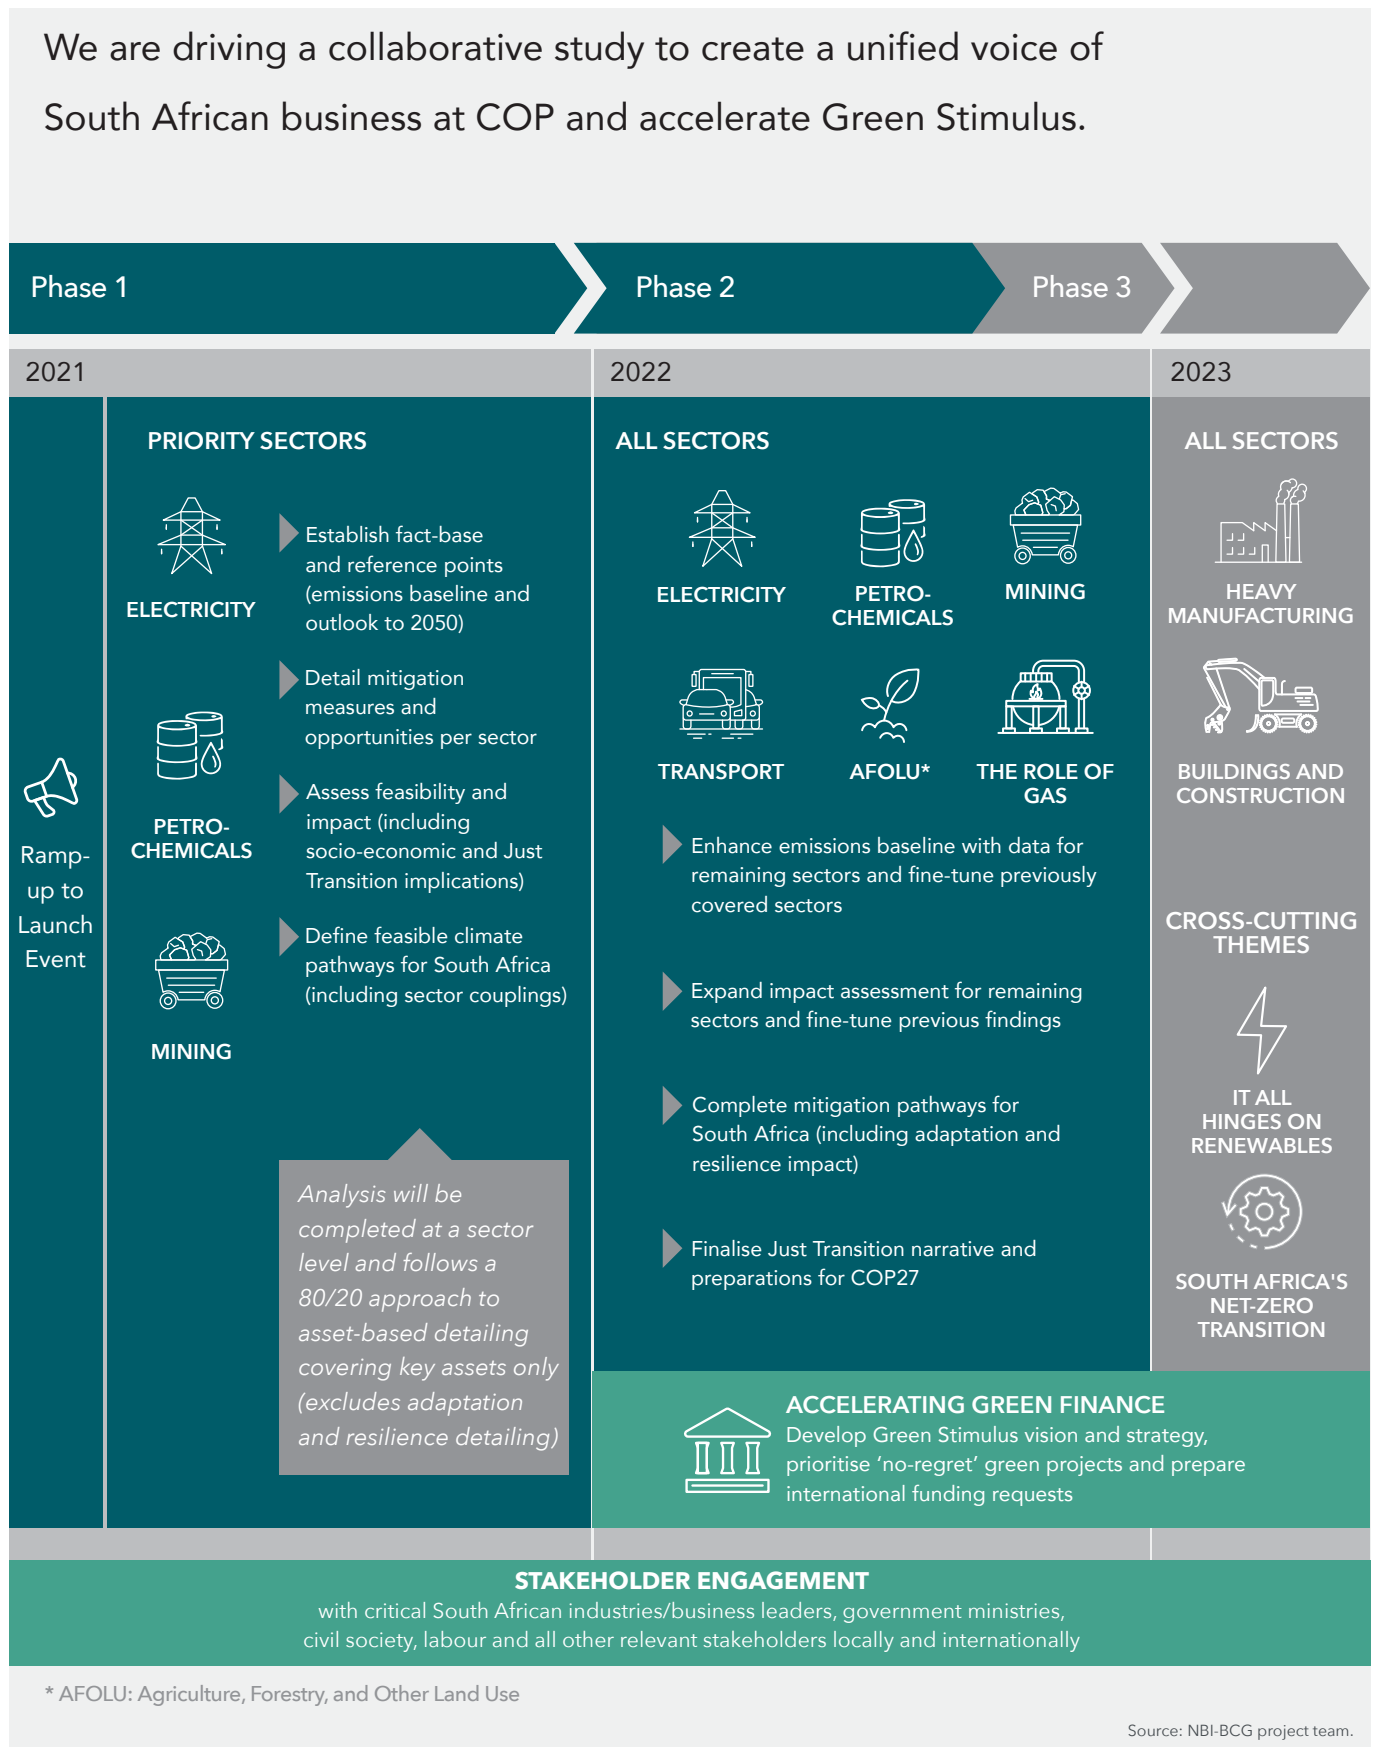 We are driving a collaborative study to create a unified voice of
South African business at COP and accelerate Green Stimulus.
Phase 1
Phase 2
Phase 3
2021
2022
2023
Ramp-
up to
Launch
Event
PRIORITY SECTORS
ELECTRICITY
PETRO-
CHEMICALS
MINING
Establish fact-base
and reference points
(emissions baseline and
outlook to 2050)
Detail mitigation
measures and
opportunities per sector
Assess feasibility and
impact (including
socio-economic and Just
Transition implications)
Define feasible climate
pathways for South Africa
(including sector couplings)
Analysis will be
completed at a sector
level and follows a
80/20 approach to
asset-based detailing
covering key assets only
(excludes adaptation
and resilience detailing)
ALL SECTORS
ELECTRICITY
PETRO-
CHEMICALS
MINING
TRANSPORT
AFOLU*
THE ROLE OF
GAS
Enhance emissions baseline with data for
remaining sectors and fine-tune previously
covered sectors
Expand impact assessment for remaining
sectors and fine-tune previous findings
Complete mitigation pathways for
South Africa (including adaptation and
resilience impact)
Finalise Just Transition narrative and
preparations for COP27
ALL SECTORS
HEAVY
MANUFACTURING
BUILDINGS AND
CONSTRUCTION
CROSS-CUTTING
THEMES
IT ALL
HINGES ON
RENEWABLES
SOUTH AFRICA'S
NET-ZERO
TRANSITION
ACCELERATING GREEN FINANCE
Develop Green Stimulus vision and strategy,
prioritise ‘no-regret’ green projects and prepare
international funding requests
STAKEHOLDER ENGAGEMENT
with critical South African industries/business leaders, government ministries,
civil society, labour and all other relevant stakeholders locally and internationally
* AFOLU: Agriculture, Forestry, and Other Land Use
Source: NBI-BCG project team.